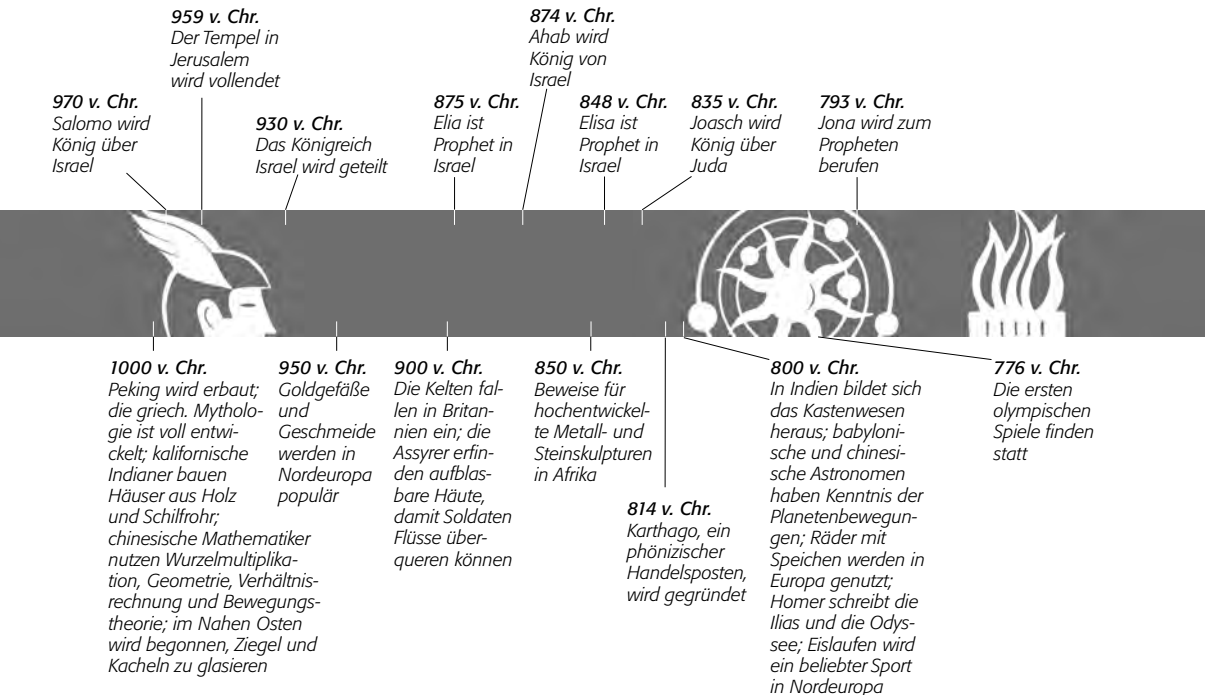 959 v. Chr.
Der Tempel in
Jerusalem
wird vollendet
874 v. Chr.
Ahab wird
König von
Israel
970 v. Chr.
Salomo wird
König über
Israel
930 v. Chr.
Das Königreich
Israel wird geteilt
875 v. Chr.
Elia ist
Prophet in
Israel
848 v. Chr.
Elisa ist
Prophet in
Israel
835 v. Chr.
Joasch wird
König über
Juda
793 v. Chr.
Jona wird zum
Propheten
berufen
1000 v. Chr.
Peking wird erbaut;
die griech. Mytholo-
gie ist voll entwi-
ckelt; kalifornische
Indianer bauen
Häuser aus Holz
und Schilfrohr;
chinesische Mathematiker
nutzen Wurzelmultiplika-
tion, Geometrie, Verhältnis-
rechnung und Bewegungs-
theorie; im Nahen Osten
wird begonnen, Ziegel und
Kacheln zu glasieren
950 v. Chr.
Goldgefäße
und
Geschmeide
werden in
Nordeuropa
populär
900 v. Chr.
Die Kelten fal-
len in Britan-
nien ein; die
Assyrer erfin-
den aufblas-
bare Häute,
damit Soldaten
Flüsse über-
queren können
850 v. Chr.
Beweise für
hochentwickel-
te Metall- und
Steinskulpturen
in Afrika
814 v. Chr.
Karthago, ein
phönizischer
Handelsposten,
wird gegründet
800 v. Chr.
In Indien bildet sich
das Kastenwesen
heraus; babyloni-
sche und chinesi-
sche Astronomen
haben Kenntnis der
Planetenbewegun-
gen; Räder mit
Speichen werden in
Europa genutzt;
Homer schreibt die
Ilias und die Odys-
see; Eislaufen wird
ein beliebter Sport
in Nordeuropa
776 v. Chr.
Die ersten
olympischen
Spiele finden
statt